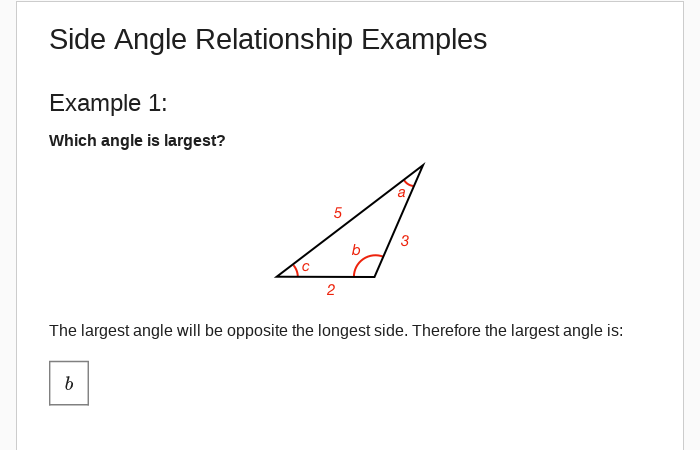 Side Angle Relationship Examples
Example 1:
Which angle is largest?
a
5
3
b
c
2
The largest angle will be opposite the longest side. Therefore the largest angle is:
b